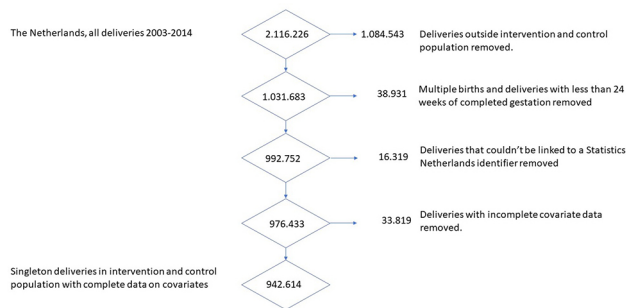 The Netherlands, all deliveries 2003-2014
2.116.226
1.084.543
Deliveries outside intervention and control
population removed.
1.031.683
38.931
Multiple births and deliveries with less than 24
weeks of completed gestation removed
992.752
16.319
Deliveries that couldn't be linked to a Statistics
Netherlands identifier removed
976.433
33.819
Deliveries with incomplete covariate data
removed.
Singleton deliveries in intervention and control
population with complete data on covariates
942.614